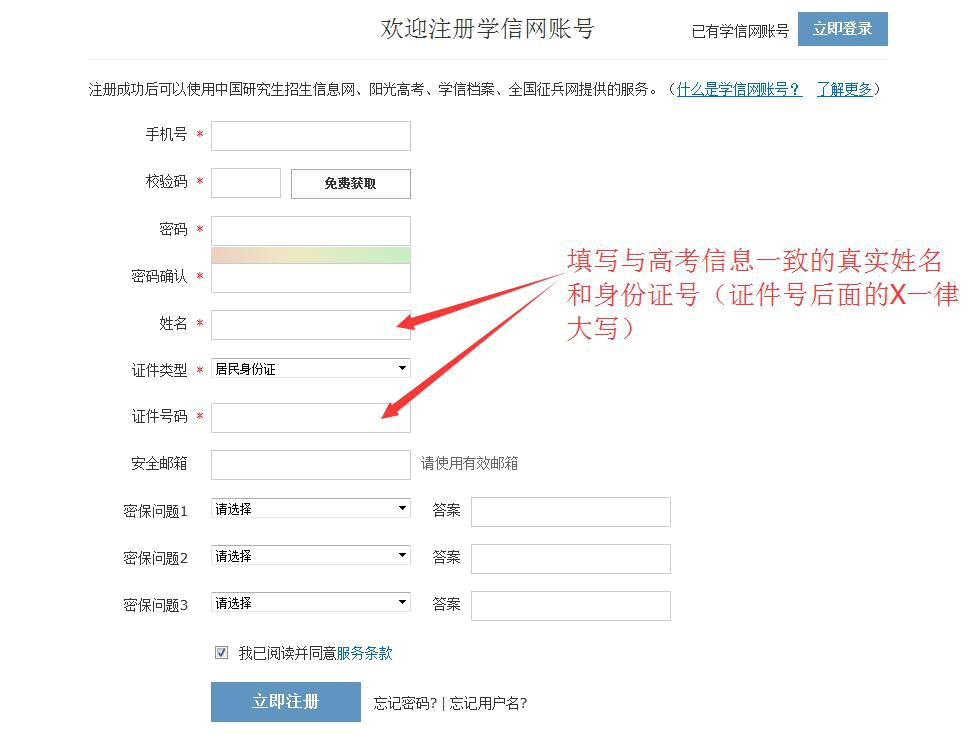 欢迎注册学信网账号
已有学信网账号 立即登录
注册成功后可以使用中国研究生招生信息网、阳光高考、学信档案、全国征兵网提供的服务。（什么是学信网账号？ 了解更多）
手机号 *
校验码 * 免费获取
密码 *
密码确认 *
填写与高考信息一致的真实姓名
和身份证号（证件号后面的X一律
大写）
姓名 *
证件类型 * 居民身份证
证件号码 *
安全邮箱 请使用有效邮箱
密保问题1 请选择 答案
密保问题2 请选择 答案
密保问题3 请选择 答案
我已阅读并同意服务条款
立即注册 忘记密码? | 忘记用户名?